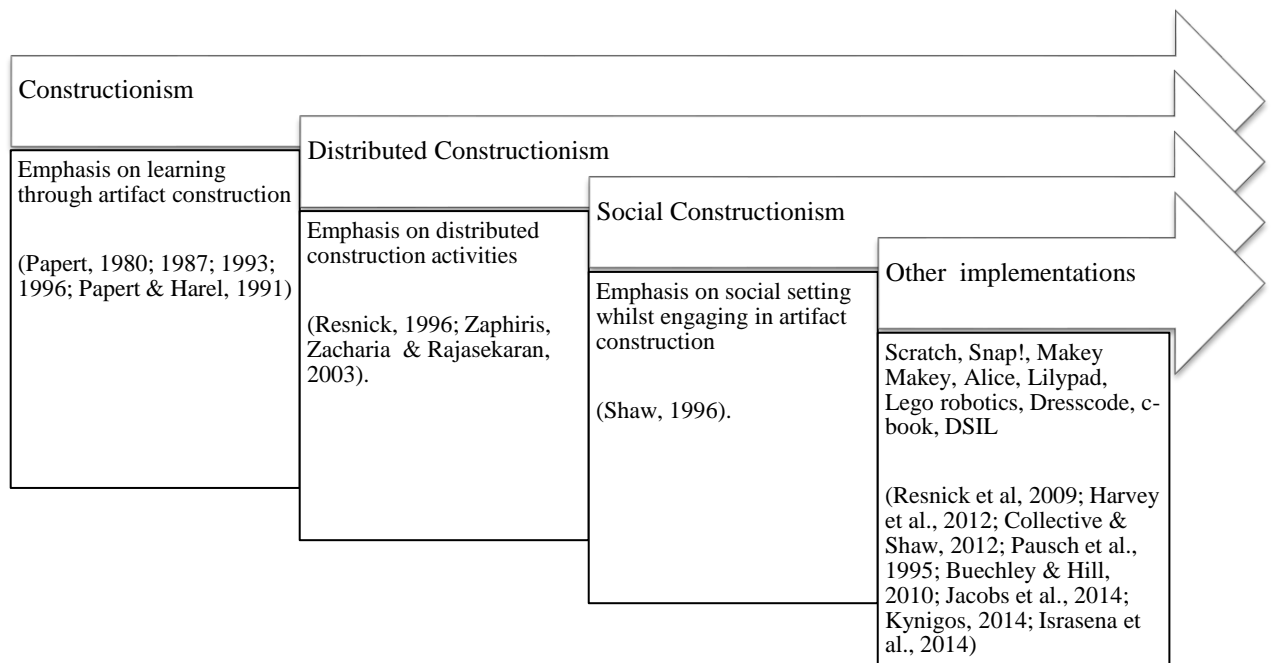 Constructionism
Emphasis on learning
through artifact construction
(Papert, 1980; 1987; 1993;
1996; Papert & Harel, 1991)
Distributed Constructionism
Emphasis on distributed
construction activities
(Resnick, 1996; Zaphiris,
Zacharia & Rajasekaran,
2003).
Social Constructionism
Emphasis on social setting
whilst engaging in artifact
construction
(Shaw, 1996).
Other implementations
Scratch, Snap!, Makey
Makey, Alice, Lilypad,
Lego robotics, Dresscode, c-
book, DSIL
(Resnick et al, 2009; Harvey
et al., 2012; Collective &
Shaw, 2012; Pausch et al.,
1995; Buechley & Hill,
2010; Jacobs et al., 2014;
Kynigos, 2014; Israsena et
al., 2014)